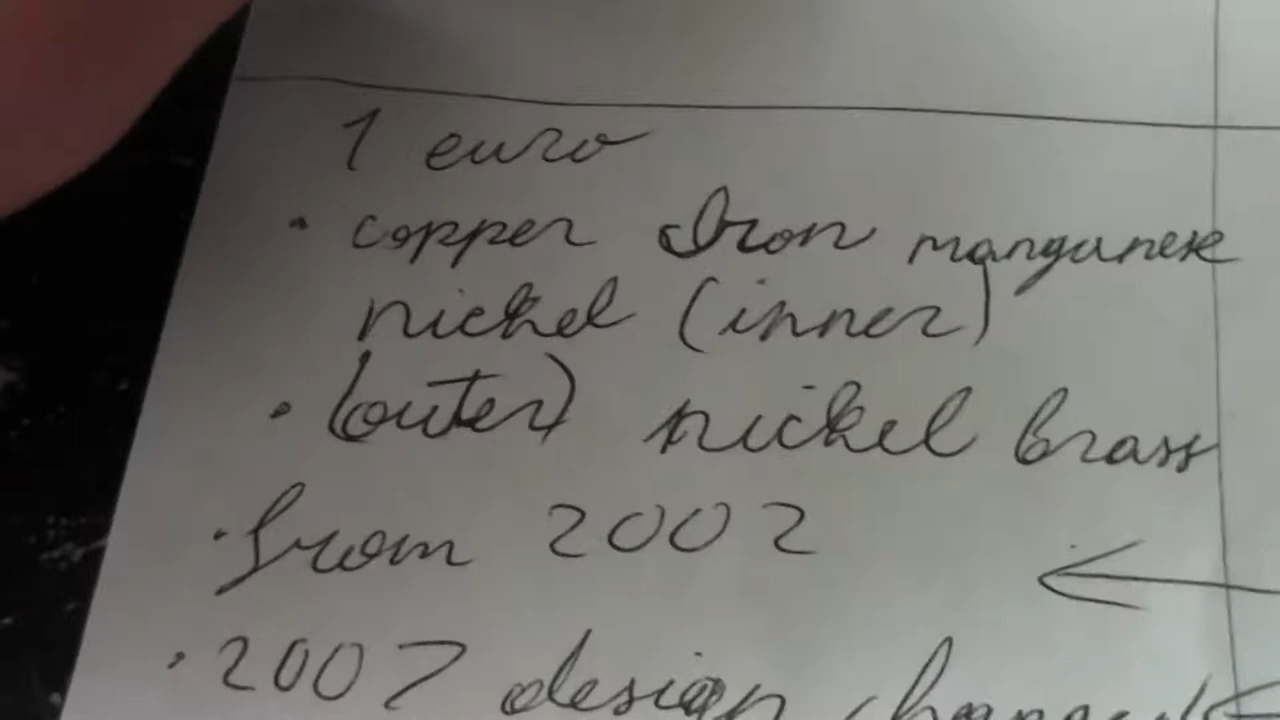 1 euro
• copper Iron manganese
nickel (inner)
• (outer) nickel brass
• from 2002
• 2007 design